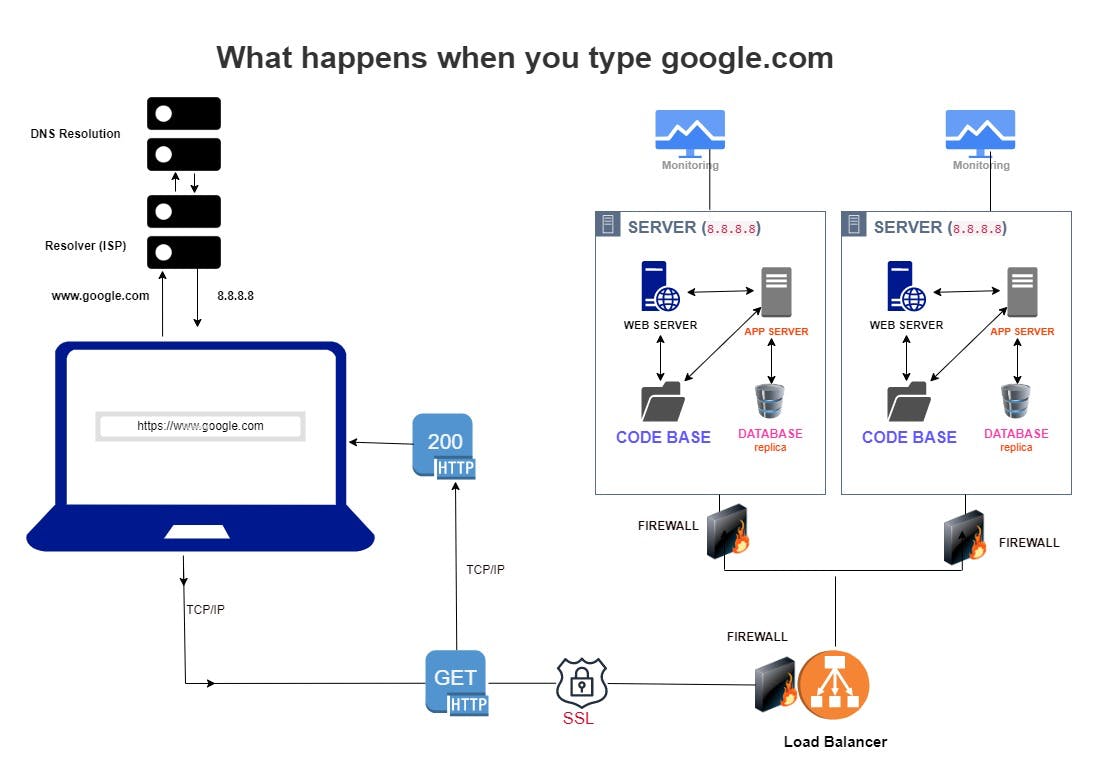 What happens when you type google.com
DNS Resolution
Resolver (ISP)
www.google.com
8.8.8.8
https://www.google.com
200
HTTP
TCP/IP
TCP/IP
GET
HTTP
SSL
Monitoring
Monitoring
SERVER (8.8.8.8)
WEB SERVER
APP SERVER
CODE BASE
DATABASE
replica
SERVER (8.8.8.8)
WEB SERVER
APP SERVER
CODE BASE
DATABASE
replica
FIREWALL
FIREWALL
FIREWALL
Load Balancer